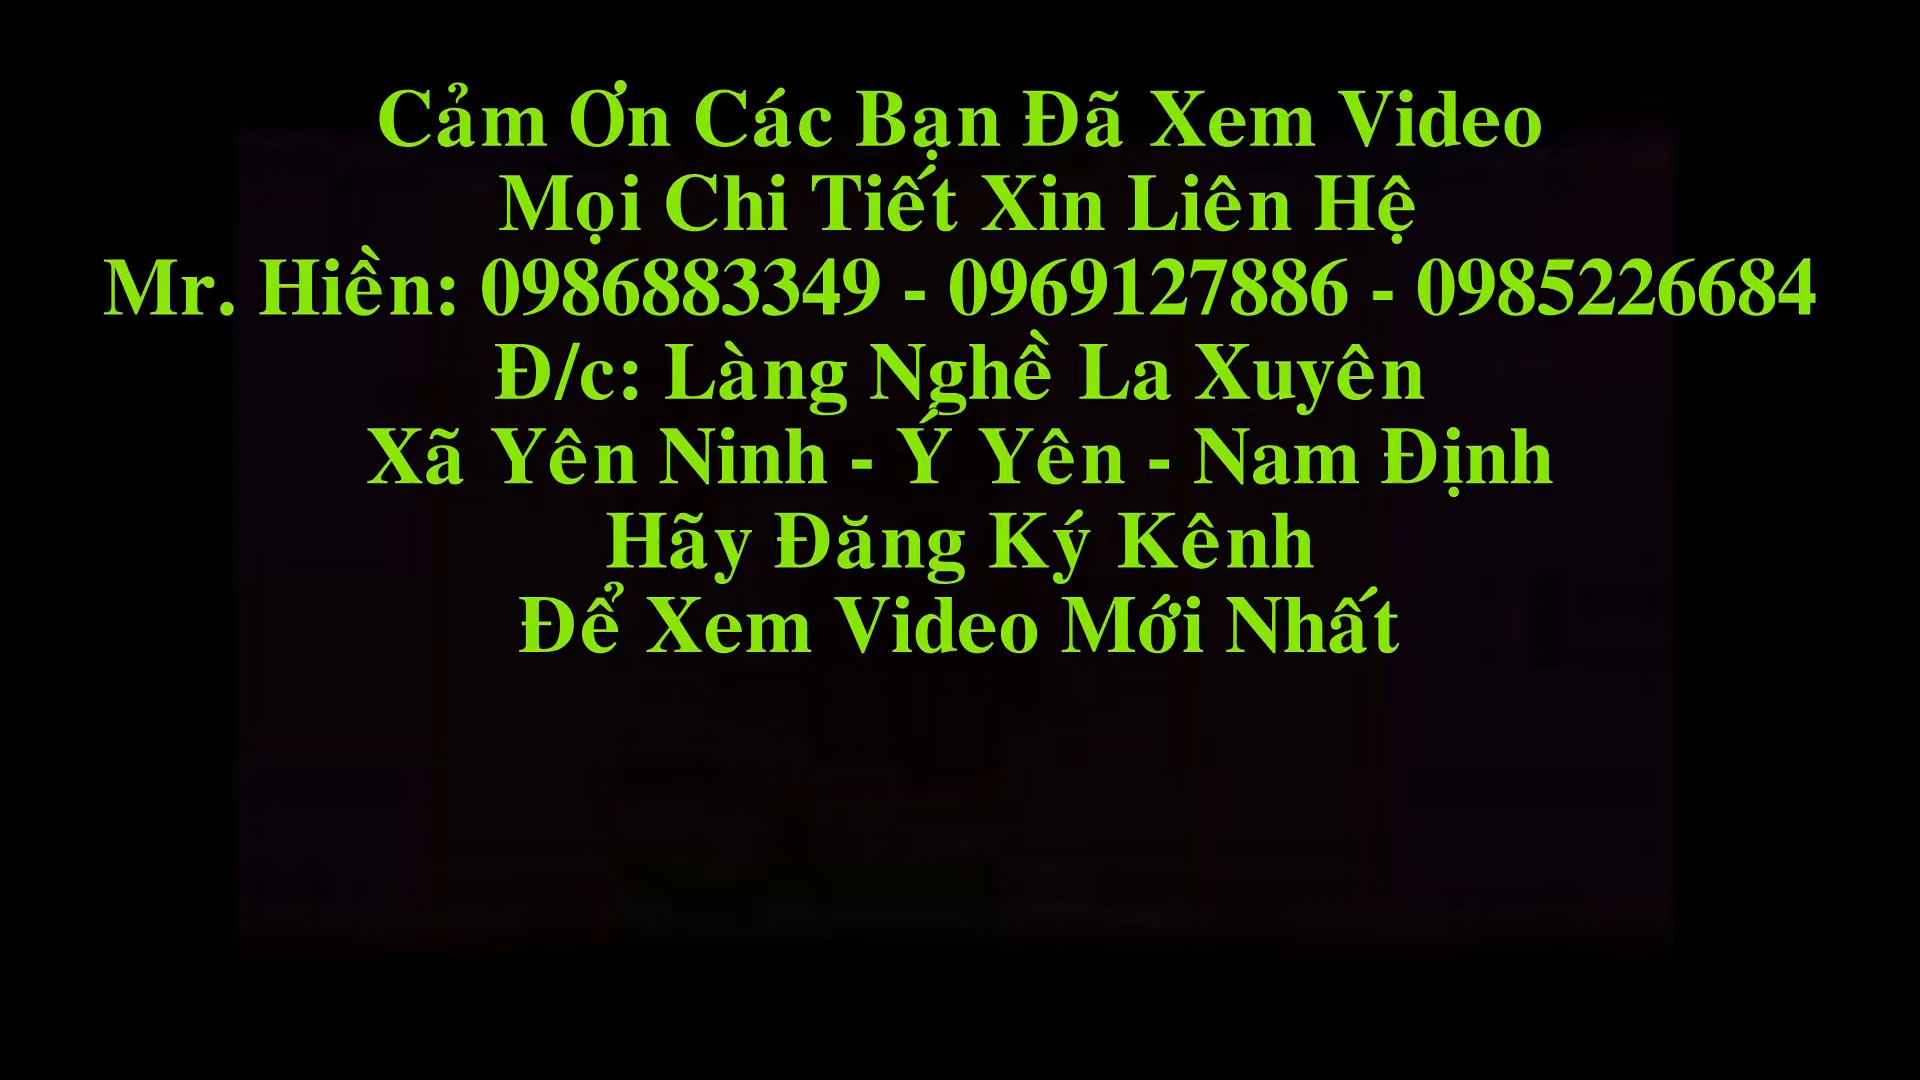 Cảm Ơn Các Bạn Đã Xem Video
Mọi Chi Tiết Xin Liên Hệ
Mr. Hiền: 0986883349 - 0969127886 - 0985226684
Đ/c: Làng Nghề La Xuyên
Xã Yên Ninh - Ý Yên - Nam Định
Hãy Đăng Ký Kênh
Để Xem Video Mới Nhất